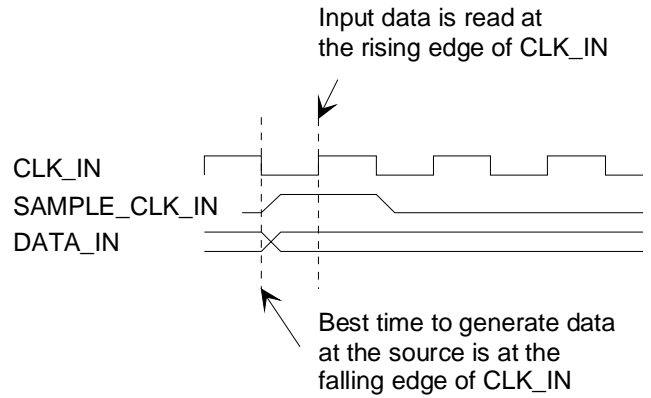 Input data is read at
the rising edge of CLK_IN
CLK_IN
SAMPLE_CLK_IN
DATA_IN
Best time to generate data
at the source is at the
falling edge of CLK_IN